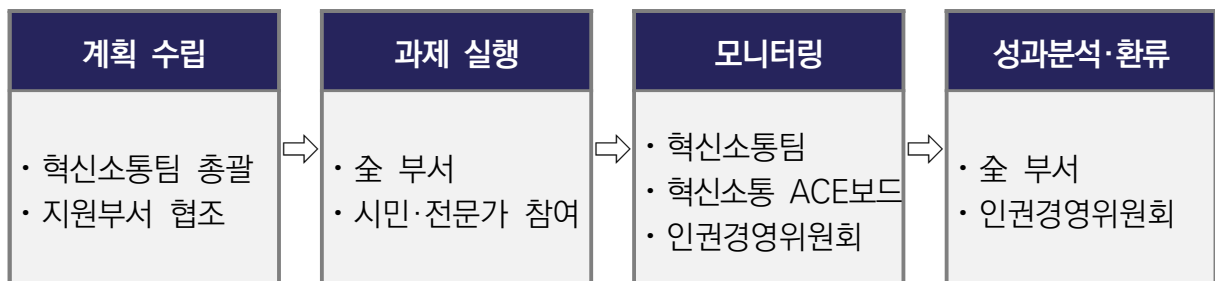 계획 수립
· 혁신소통팀 총괄
· 지원부서 협조
과제 실행
· 全 부서
· 시민·전문가 참여
모니터링
· 혁신소통팀
· 혁신소통 ACE보드
· 인권경영위원회
성과분석·환류
· 全 부서
· 인권경영위원회